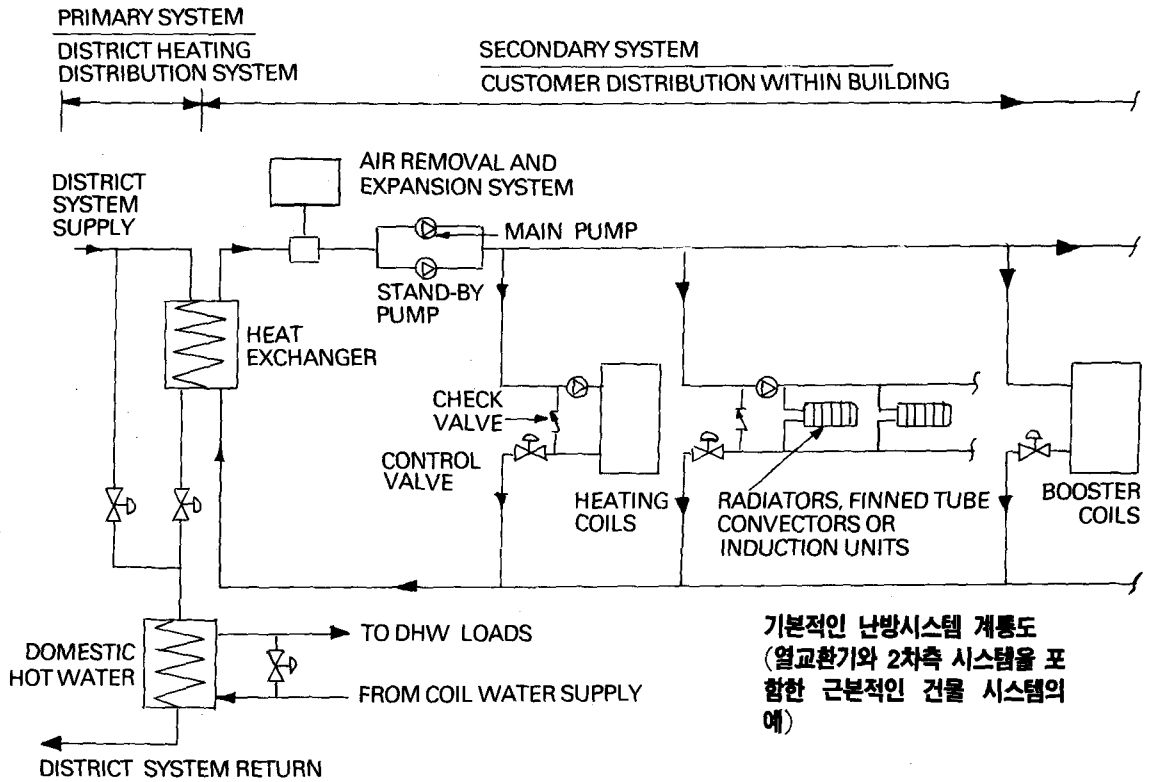 PRIMARY SYSTEM
DISTRICT HEATING
DISTRIBUTION SYSTEM
SECONDARY SYSTEM
CUSTOMER DISTRIBUTION WITHIN BUILDING
DISTRICT
SYSTEM
SUPPLY
AIR REMOVAL AND
EXPANSION SYSTEM
MAIN PUMP
STAND-BY
PUMP
HEAT
EXCHANGER
CHECK
VALVE
CONTROL
VALVE
HEATING
COILS
RADIATORS, FINNED TUBE
CONVECTORS OR
INDUCTION UNITS
BOOSTER
COILS
DOMESTIC
HOT WATER
TO DHW LOADS
FROM COIL WATER SUPPLY
DISTRICT SYSTEM RETURN
기본적인 난방시스템 계통도
(열교환기와 2차측 시스템을 포
함한 근본적인 건물 시스템의
예)